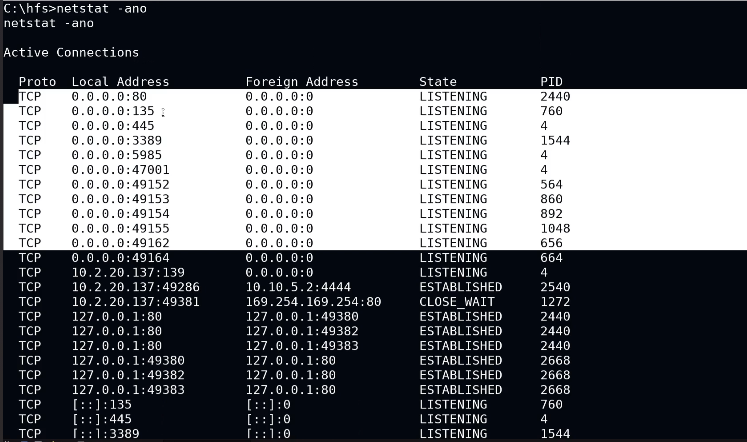 C:\hfs>netstat -ano
netstat -ano
Active Connections
Proto  Local Address          Foreign Address        State           PID
TCP    0.0.0.0:80             0.0.0.0:0              LISTENING       2440
TCP    0.0.0.0:135            0.0.0.0:0              LISTENING       760
TCP    0.0.0.0:445            0.0.0.0:0              LISTENING       4
TCP    0.0.0.0:3389           0.0.0.0:0              LISTENING       1544
TCP    0.0.0.0:5985           0.0.0.0:0              LISTENING       4
TCP    0.0.0.0:47001          0.0.0.0:0              LISTENING       4
TCP    0.0.0.0:49152          0.0.0.0:0              LISTENING       564
TCP    0.0.0.0:49153          0.0.0.0:0              LISTENING       860
TCP    0.0.0.0:49154          0.0.0.0:0              LISTENING       892
TCP    0.0.0.0:49155          0.0.0.0:0              LISTENING       1048
TCP    0.0.0.0:49162          0.0.0.0:0              LISTENING       656
TCP    0.0.0.0:49164          0.0.0.0:0              LISTENING       664
TCP    10.2.20.137:139        0.0.0.0:0              LISTENING       4
TCP    10.2.20.137:49286      10.10.5.2:4444         ESTABLISHED     2540
TCP    10.2.20.137:49381      169.254.169.254:80     CLOSE_WAIT      1272
TCP    127.0.0.1:80           127.0.0.1:49380        ESTABLISHED     2440
TCP    127.0.0.1:80           127.0.0.1:49382        ESTABLISHED     2440
TCP    127.0.0.1:80           127.0.0.1:49383        ESTABLISHED     2440
TCP    127.0.0.1:49380        127.0.0.1:80           ESTABLISHED     2668
TCP    127.0.0.1:49382        127.0.0.1:80           ESTABLISHED     2668
TCP    127.0.0.1:49383        127.0.0.1:80           ESTABLISHED     2668
TCP    [::]:135               [::]:0                 LISTENING       760
TCP    [::]:445               [::]:0                 LISTENING       4
TCP    [::]:3389              [::]:0                 LISTENING       1544